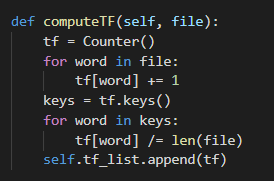 def computeTF(self, file):
    tf = Counter()
    for word in file:
        tf[word] += 1
    keys = tf.keys()
    for word in keys:
        tf[word] /= len(file)
    self.tf_list.append(tf)